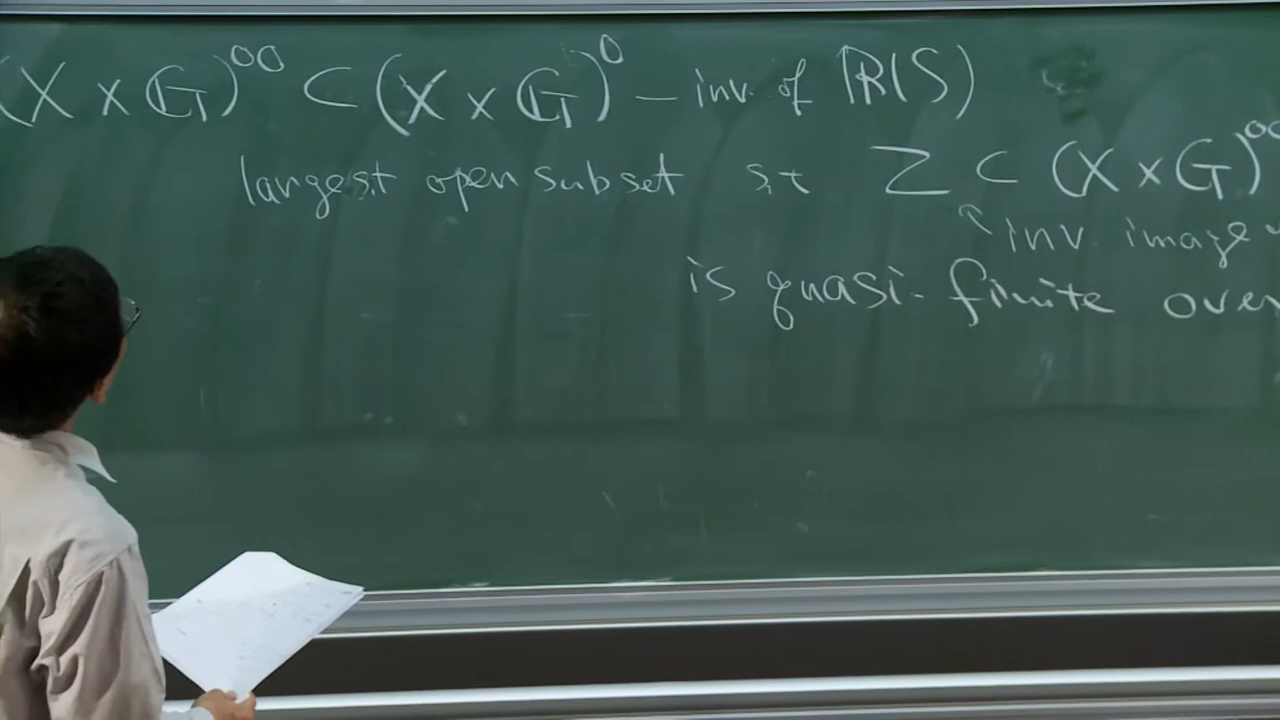 (X × G)^{00} ⊂ (X × G)^0 — inv. of ℙ(S)
largest open subset s.t Z ⊂ (X × G)^{00}
inv. image
is quasi-finite over